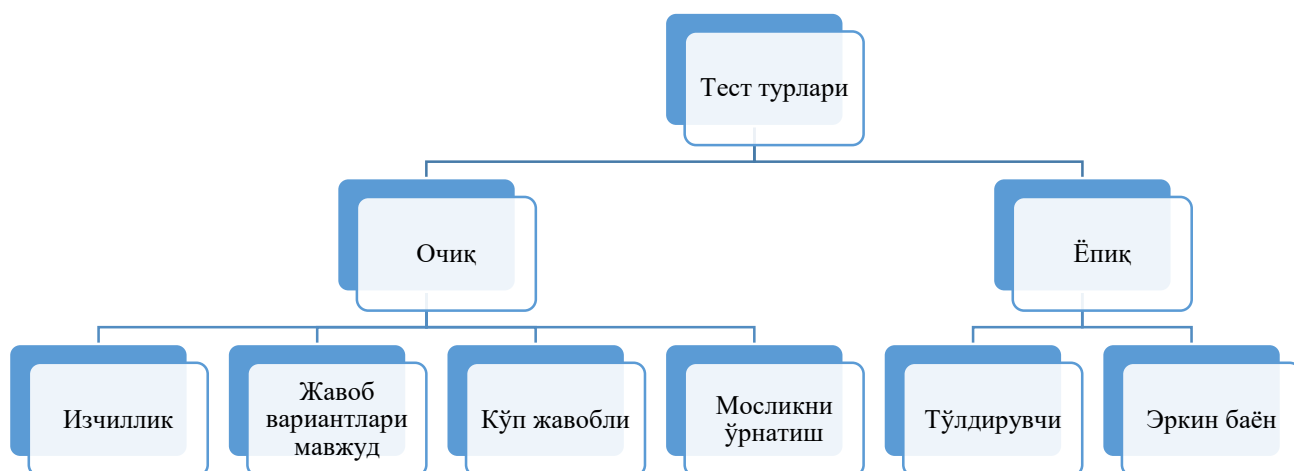 Тест турлари
Очиқ
Ёпиқ
Изчиллик
Жавоб
вариантлари
мавжуд
Кўп жавобли
Мосликни
ўрнатиш
Тўлдирувчи
Эркин баён